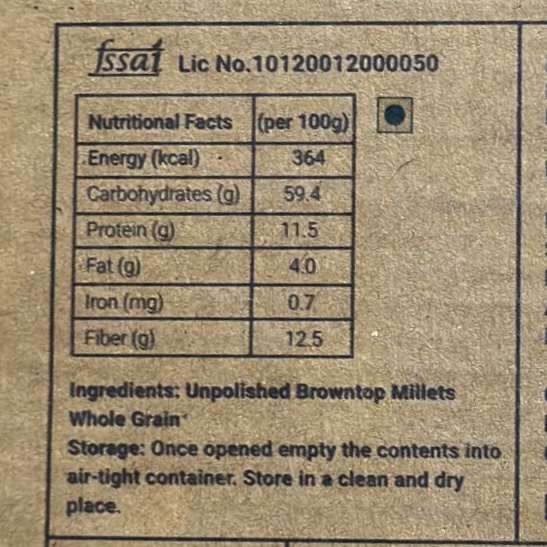 fssai Lic No.10120012000050
Nutritional Facts (per 100g)
Energy (kcal) 364
Carbohydrates (g) 59.4
Protein (g) 11.5
Fat (g) 4.0
Iron (mg) 0.7
Fiber (g) 12.5
Ingredients: Unpolished Browntop Millets
Whole Grain
Storage: Once opened empty the contents into
air-tight container. Store in a clean and dry
place.